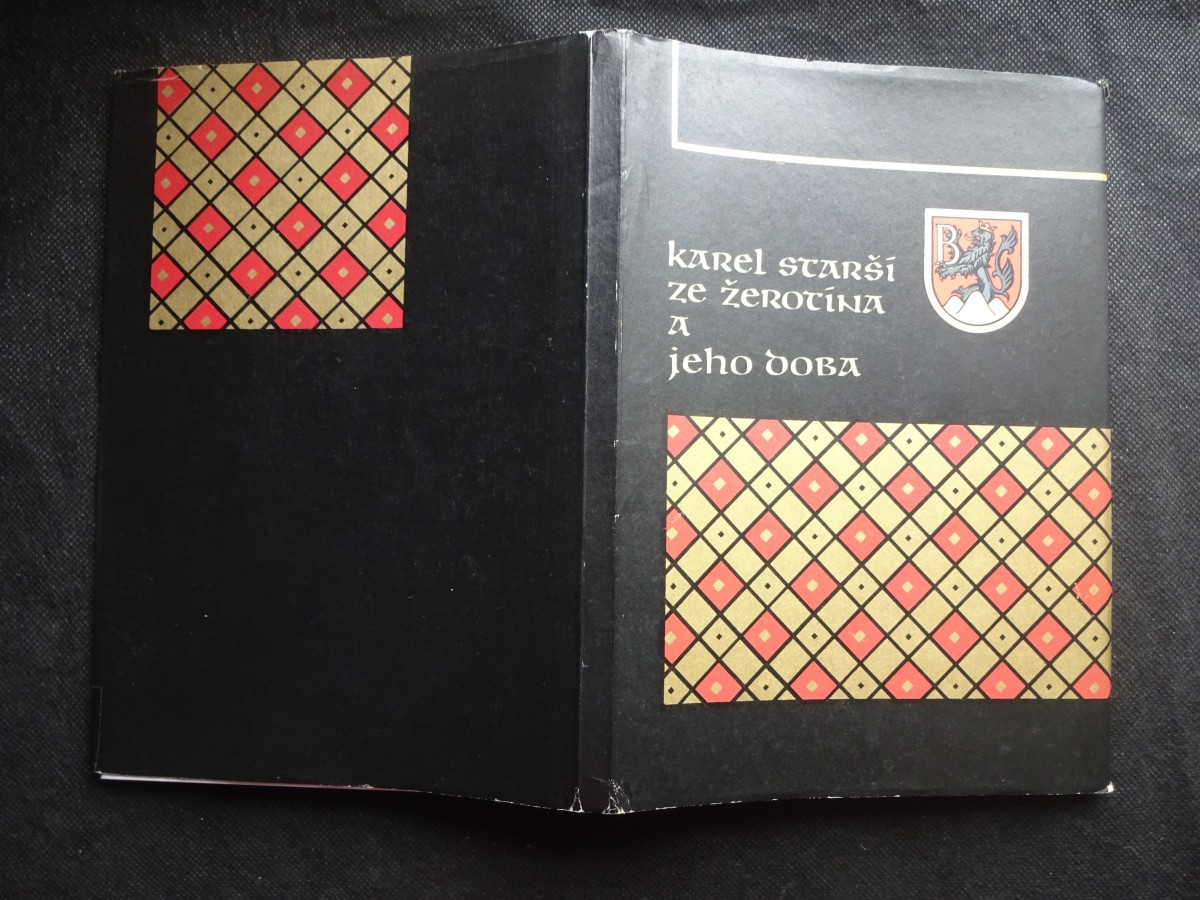 karel starší
ze žerotína
a
jeho doba
B